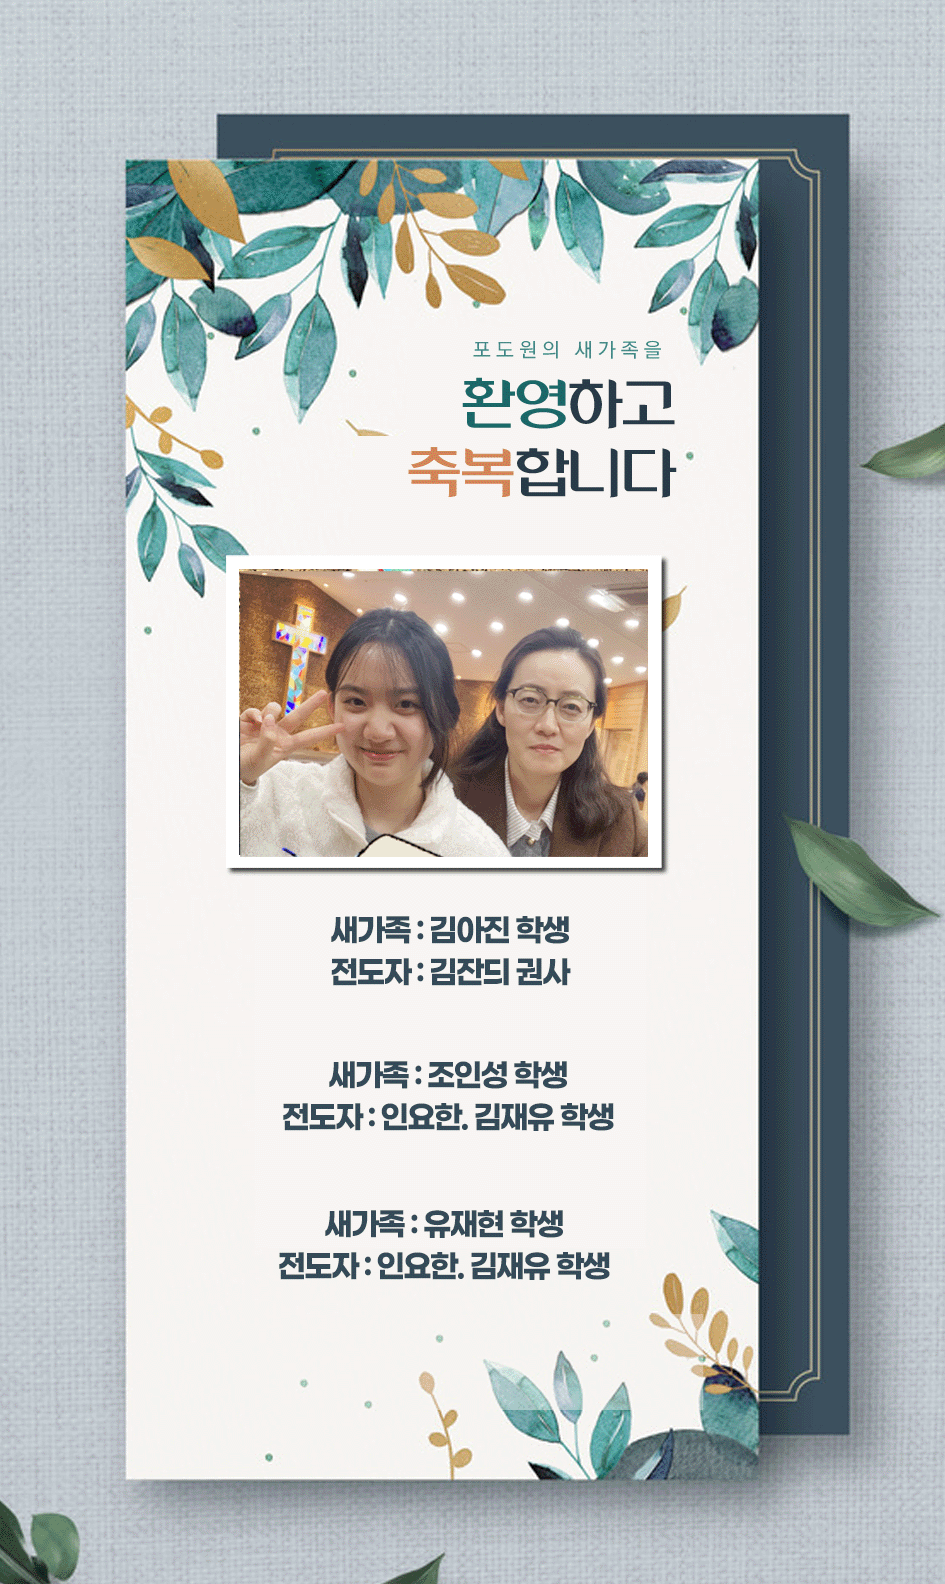 포도원의 새가족을
환영하고
축복합니다
새가족 : 김아진 학생
전도자 : 김잔듸 권사
새가족 : 조인성 학생
전도자 : 인요한. 김재유 학생
새가족 : 유재현 학생
전도자 : 인요한. 김재유 학생